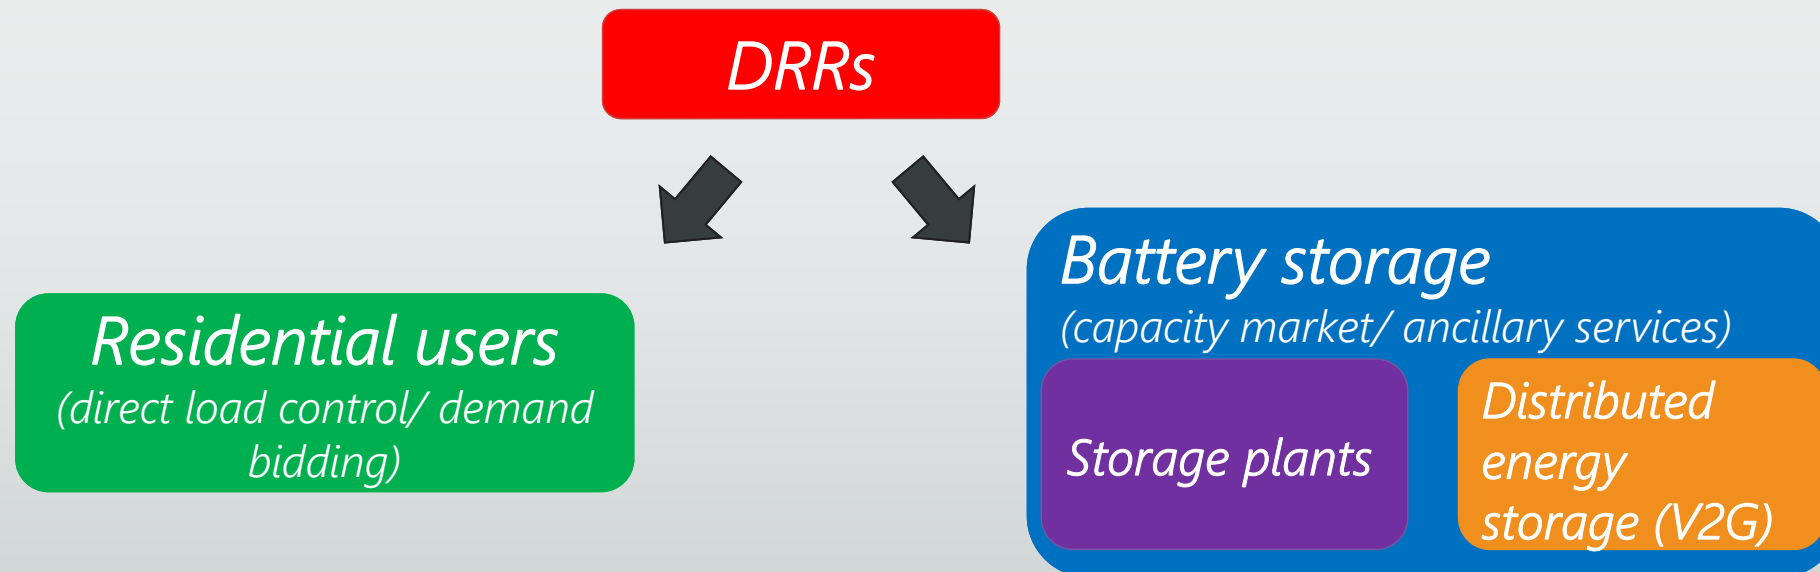 DRRs
Residential users
(direct load control/ demand
bidding)
Battery storage
(capacity market/ ancillary services)
Storage plants
Distributed
energy
storage (V2G)